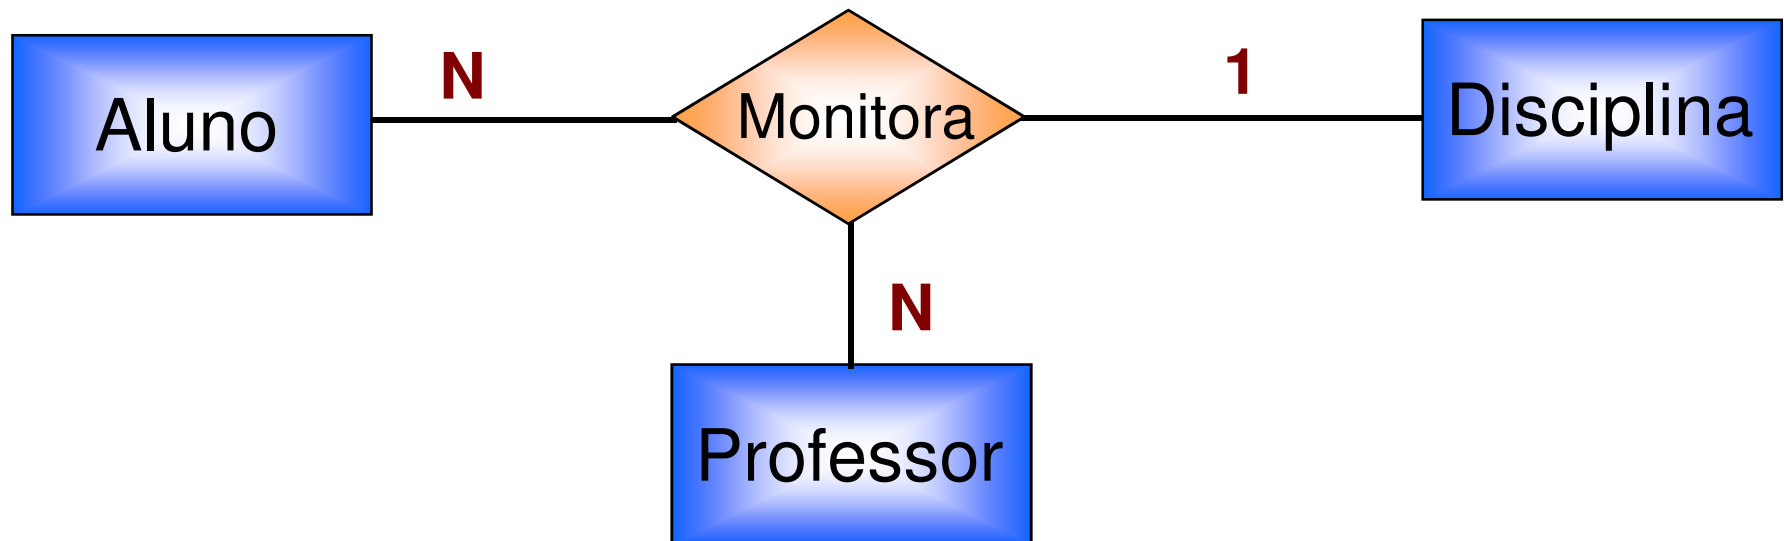 Aluno
N
Monitora
1
Disciplina
N
Professor